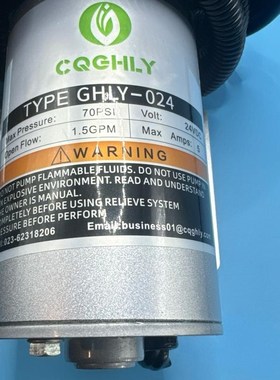 CQGHLY
TYPE GHLY-024
Max Pressure: 70PSI Volt: 24VDC
Open Flow: 1.5GPM Max Amps: 5
WARNING
DO NOT PUMP FLAMMABLE FLUIDS. DO NOT USE PUMP
EXPLOSIVE ENVIRONMENT. READ AND UNDERSTAND
OWNER IS MANUAL.
COMPLETELY BEFORE USING RELIEVE SYSTEM
PRESSURE BEFORE PERFORM
023-62318206 Email:business01@cqghly.com